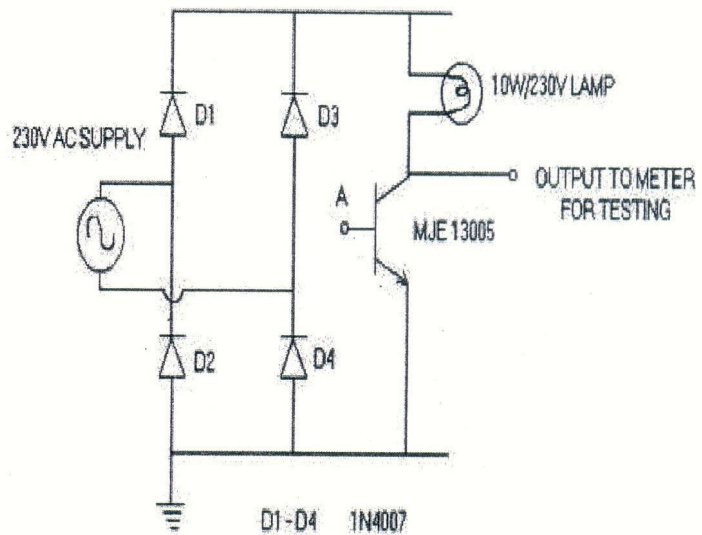 10W/230V LAMP
D1
D3
230V AC SUPPLY
OUTPUT TO METER
FOR TESTING
A
MJE 13005
D2
D4
D1-D4 1N4007